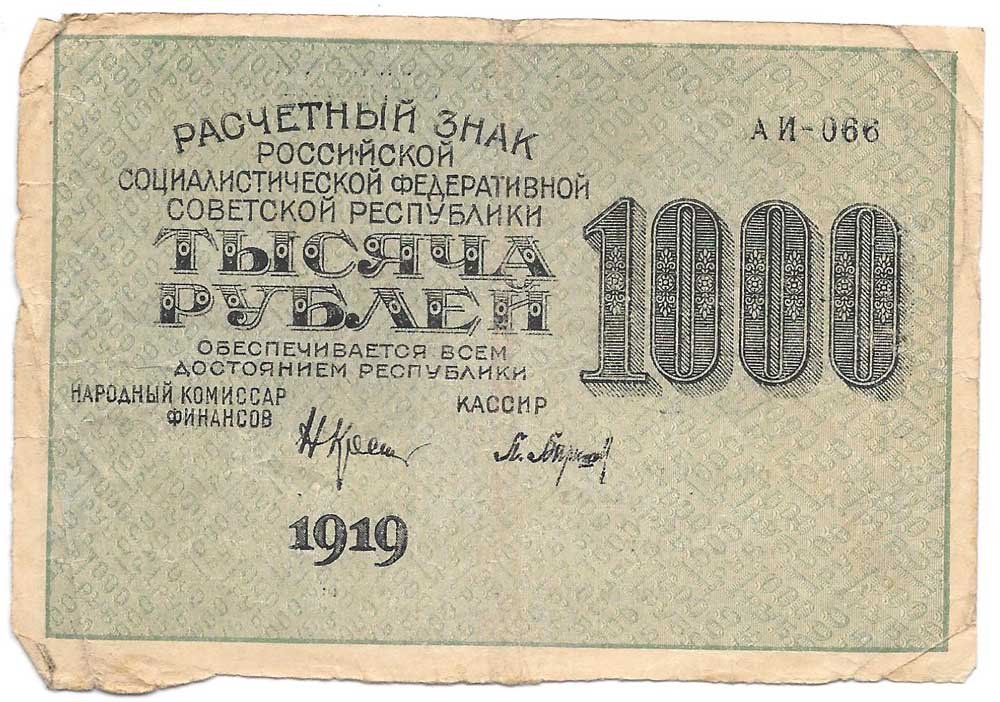 РАСЧЕТНЫЙ ЗНАК
АИ-066
РОССИЙСКОЙ
СОЦИАЛИСТИЧЕСКОЙ ФЕДЕРАТИВНОЙ
СОВЕТСКОЙ РЕСПУБЛИКИ
ТЫСЯЧА
РУБЛЕЙ
1000
ОБЕСПЕЧИВАЕТСЯ ВСЕМ
ДОСТОЯНИЕМ РЕСПУБЛИКИ
НАРОДНЫЙ КОМИССАР
ФИНАНСОВ
КАССИР
1919